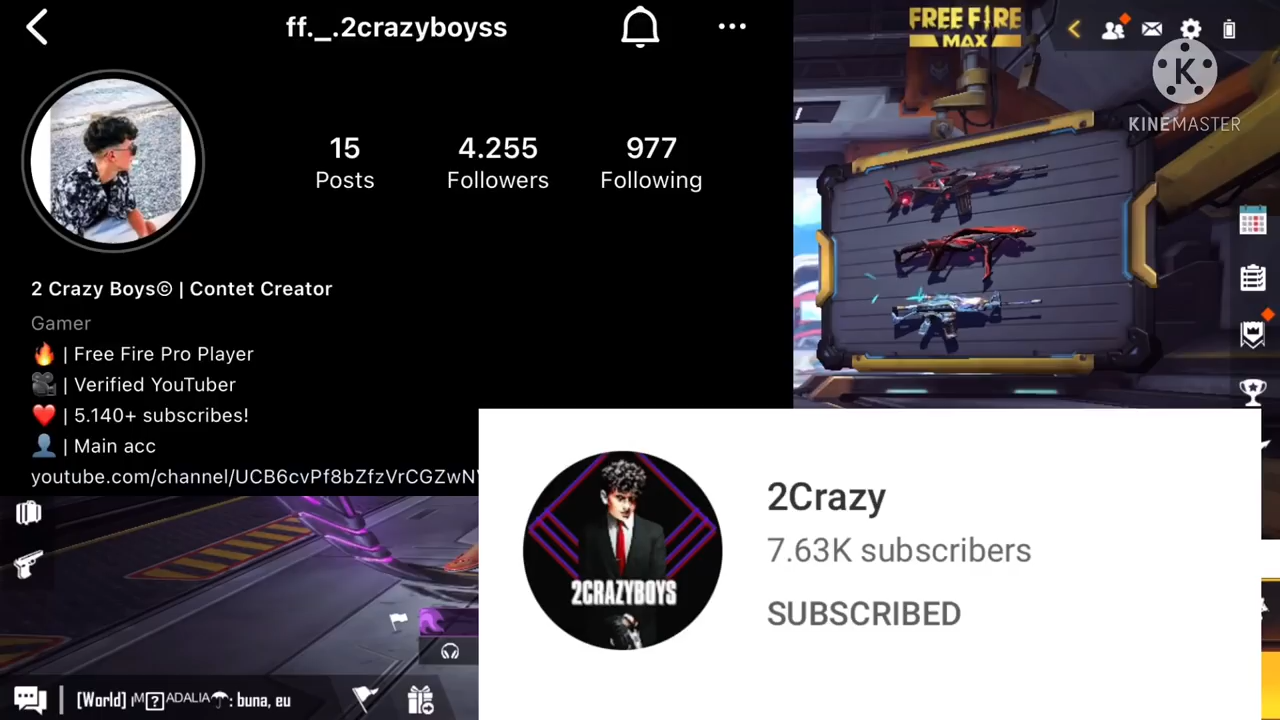 ff._.2crazyboyss
15
Posts
4.255
Followers
977
Following
2 Crazy Boys© | Contet Creator
Gamer
🔥 | Free Fire Pro Player
🎥 | Verified YouTuber
❤️ | 5.140+ subscribes!
👤 | Main acc
youtube.com/channel/UCB6cvPf8bZfzVrCGZwN
FREE FIRE
MAX
K
KINEMASTER
2CRAZYBOYS
2Crazy
7.63K subscribers
SUBSCRIBED
[World] : buna, eu